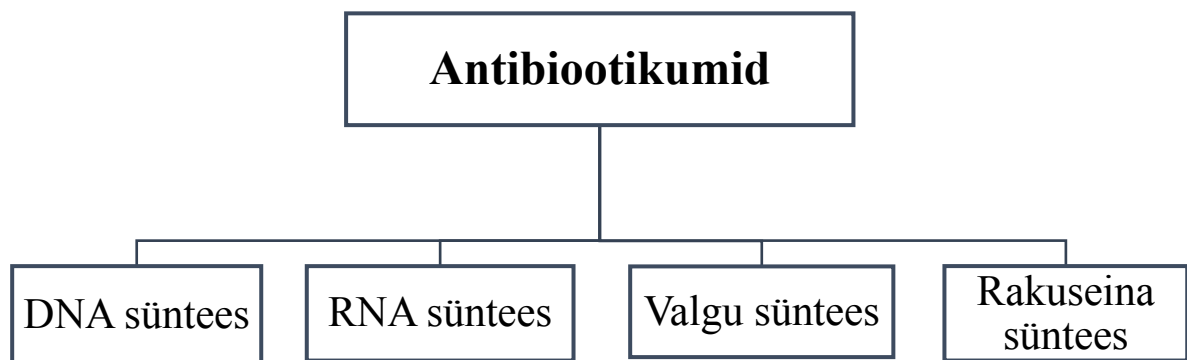 Antibiootikumid
DNA süntees
RNA süntees
Valgu süntees
Rakuseina
süntees